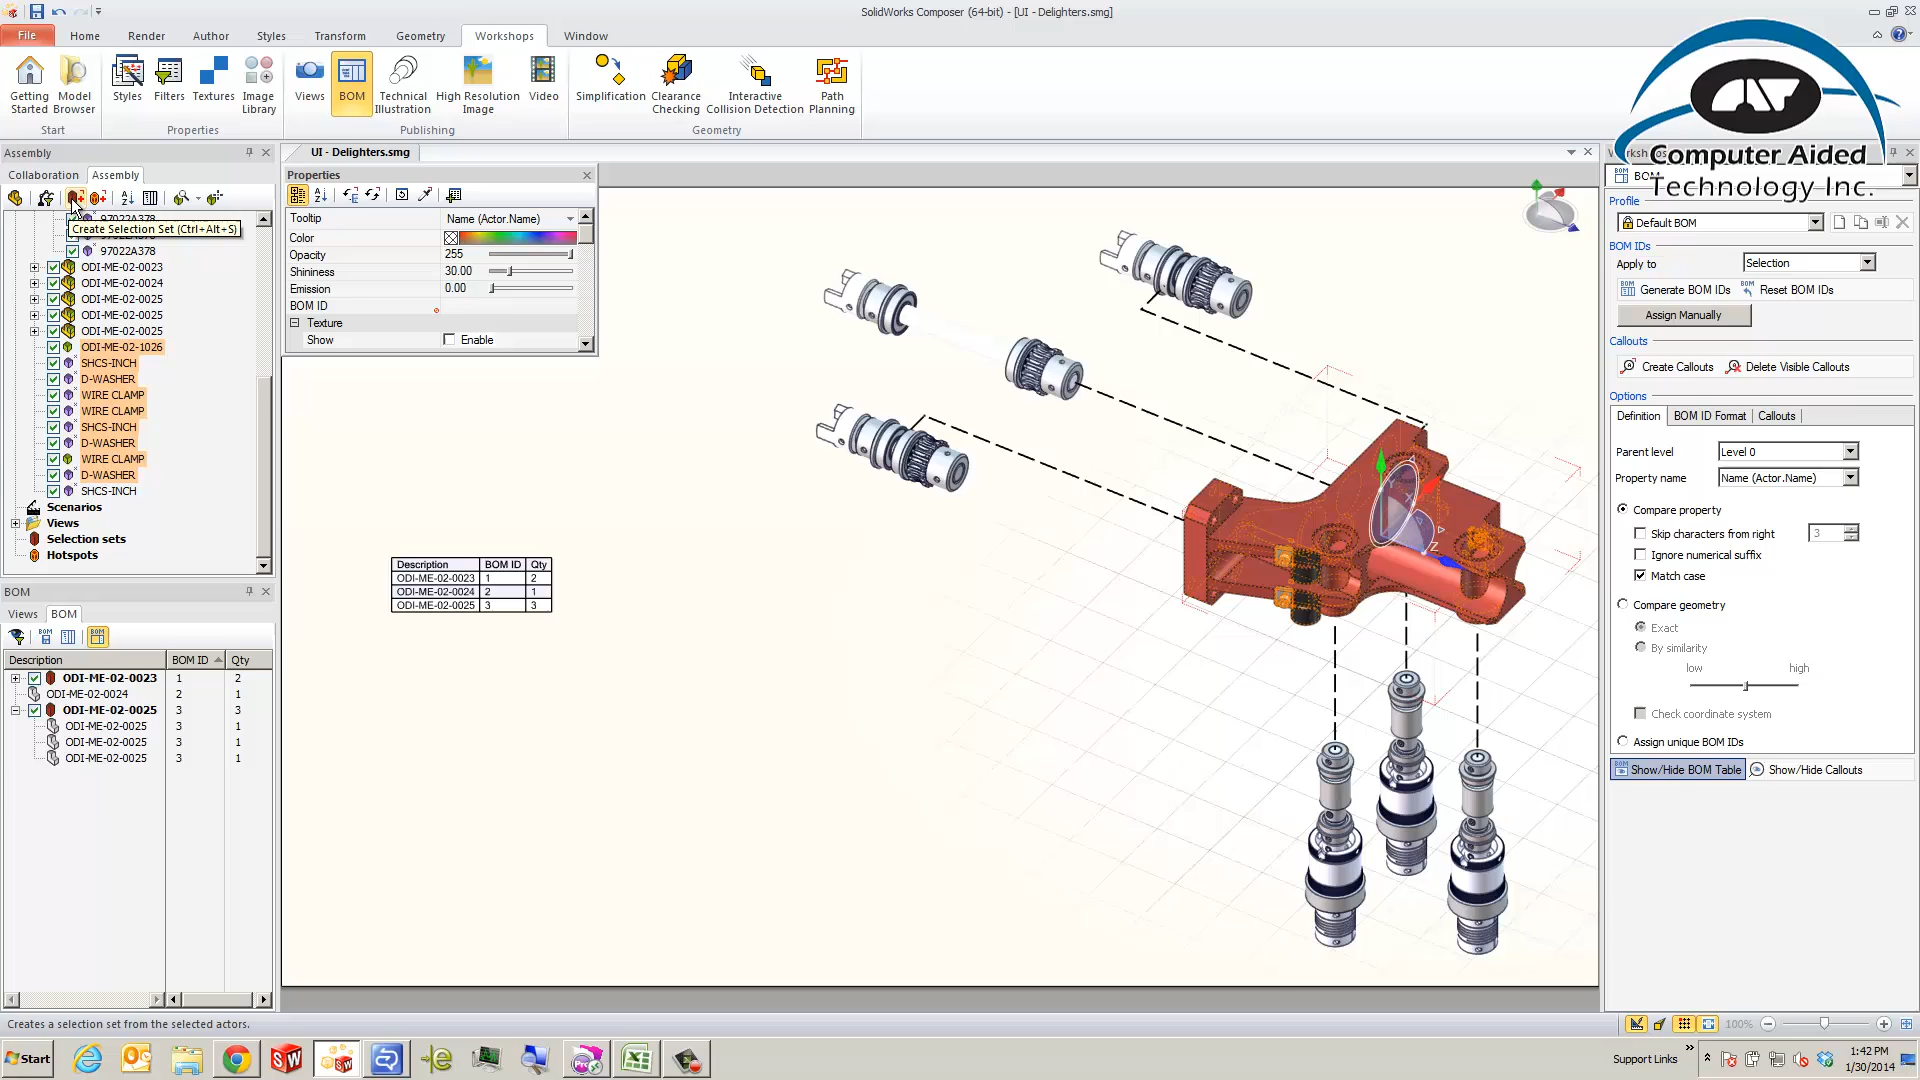 SolidWorks Composer (64-bit) - [UI - Delighters.smg]
File Home Render Author Styles Transform Geometry Workshops Window
Getting Started
Model Browser
Styles
Filters
Textures
Image Library
Views
BOM
Technical Illustration
High Resolution Image
Video
Simplification
Clearance Checking
Interactive Collision Detection
Path Planning
Start Properties Publishing Geometry
Computer Aided
Technology Inc.
Assembly
Collaboration Assembly
97022A378
Create Selection Set (Ctrl+Alt+S)
97022A378
ODI-ME-02-0023
ODI-ME-02-0024
ODI-ME-02-0025
ODI-ME-02-0025
ODI-ME-02-0025
ODI-ME-02-1026
SHCS-INCH
D-WASHER
WIRE CLAMP
WIRE CLAMP
SHCS-INCH
D-WASHER
WIRE CLAMP
D-WASHER
SHCS-INCH
Scenarios
Views
Selection sets
Hotspots
BOM
Views BOM
Description BOM ID Qty
ODI-ME-02-0023 1 2
ODI-ME-02-0024 2 1
ODI-ME-02-0025 3 3
ODI-ME-02-0025 3 1
ODI-ME-02-0025 3 1
ODI-ME-02-0025 3 1
UI - Delighters.smg
Properties
Tooltip Name (Actor.Name)
Color
Opacity 255
Shininess 30.00
Emission 0.00
BOM ID
Texture
Show Enable
Description BOM ID Qty
ODI-ME-02-0023 1 2
ODI-ME-02-0024 2 1
ODI-ME-02-0025 3 3
Z
Profile
Default BOM
BOM IDs
Apply to Selection
Generate BOM IDs Reset BOM IDs
Assign Manually
Callouts
Create Callouts Delete Visible Callouts
Options
Definition BOM ID Format Callouts
Parent level Level 0
Property name Name (Actor.Name)
Compare property
Skip characters from right 3
Ignore numerical suffix
Match case
Compare geometry
Exact
By similarity
low high
Check coordinate system
Assign unique BOM IDs
Show/Hide BOM Table Show/Hide Callouts
Creates a selection set from the selected actors.
100%
Start
Support Links
1:42 PM
1/30/2014